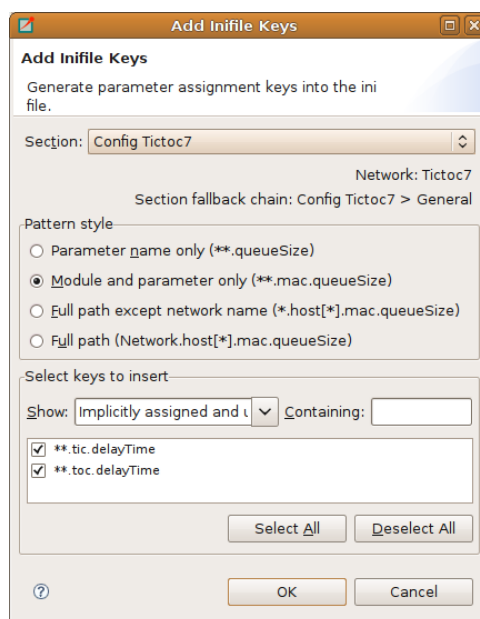 Add Inifile Keys
Add Inifile Keys
Generate parameter assignment keys into the ini
file.
Section: Config Tictoc7
Network: Tictoc7
Section fallback chain: Config Tictoc7 > General
Pattern style
Parameter name only (**.queueSize)
Module and parameter only (**.mac.queueSize)
Full path except network name (*.host[*].mac.queueSize)
Full path (Network.host[*].mac.queueSize)
Select keys to insert
Show: Implicitly assigned and u Containing:
**.tic.delayTime
**.toc.delayTime
Select All Deselect All
? OK Cancel